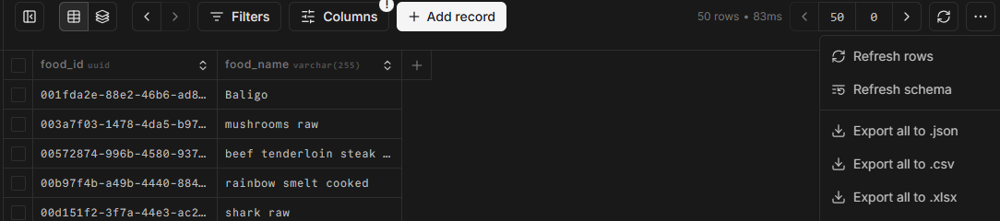 Filters
Columns
!
+ Add record
50 rows • 83ms
50
0
food_id uuid
food_name varchar(255)
001fda2e-88e2-46b6-ad8…
Baligo
003a7f03-1478-4da5-b97…
mushrooms raw
00572874-996b-4580-937…
beef tenderloin steak …
00b97f4b-a49b-4440-884…
rainbow smelt cooked
00d151f2-3f7a-44e3-ac2…
shark raw
Refresh rows
Refresh schema
Export all to .json
Export all to .csv
Export all to .xlsx